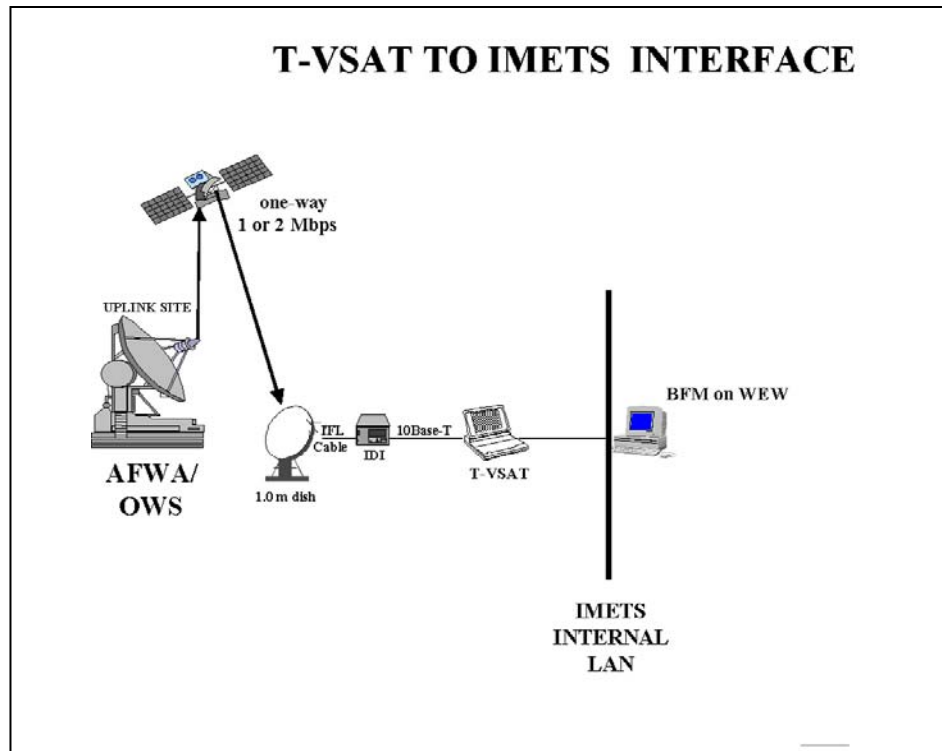 T-VSAT TO IMETS INTERFACE
one-way
1 or 2 Mbps
UPLINK SITE
AFWA/
OWS
1.0 m dish
IFL
Cable
IDI
10Base-T
T-VSAT
BFM on WEW
IMETS
INTERNAL
LAN